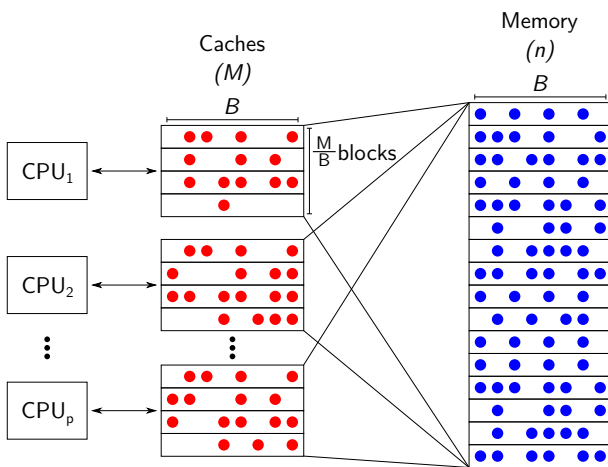 Caches
(M)
B
Memory
(n)
B
M/B blocks
CPU₁
CPU₂
CPUₚ